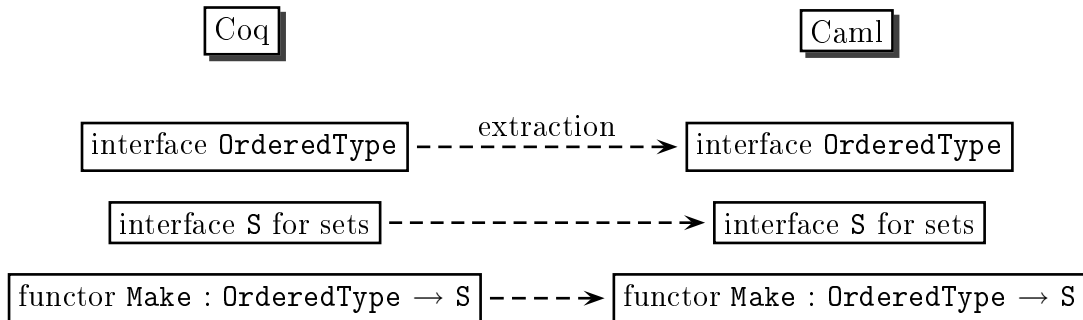 Coq Caml
extraction
interface OrderedType interface OrderedType
interface S for sets interface S for sets
functor Make : OrderedType → S functor Make : OrderedType → S